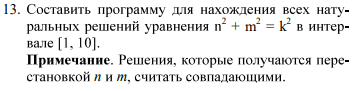 13. Составить программу для нахождения всех нату-
ральных решений уравнения n² + m² = k² в интер-
вале [1, 10].
Примечание. Решения, которые получаются пере-
становкой n и m, считать совпадающими.